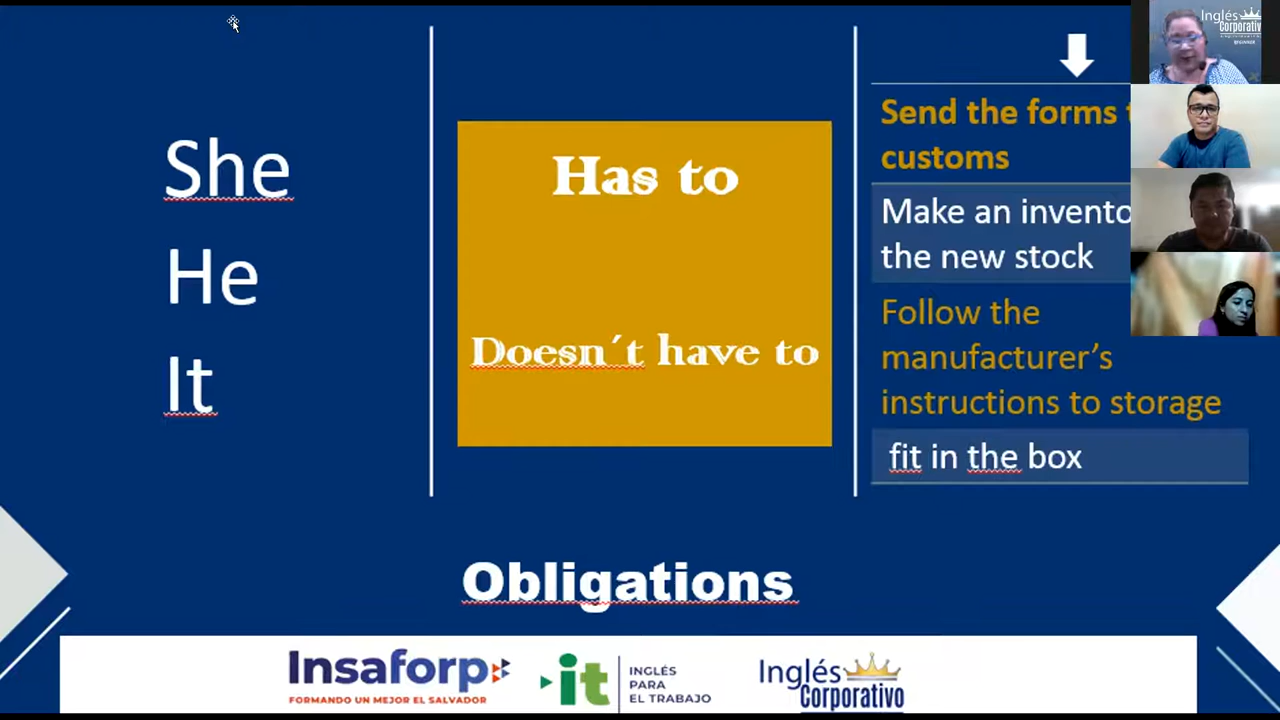 She
He
It
Has to
Doesn´t have to
Send the forms
customs
Make an
the new stock
Follow the
manufacturer’s
instructions to storage
fit in the box
Obligations
Insaforp
FORMANDO UN MEJOR EL SALVADOR
it
INGLÉS
PARA
EL TRABAJO
Inglés
Corporativo
Inglés
Corporativo